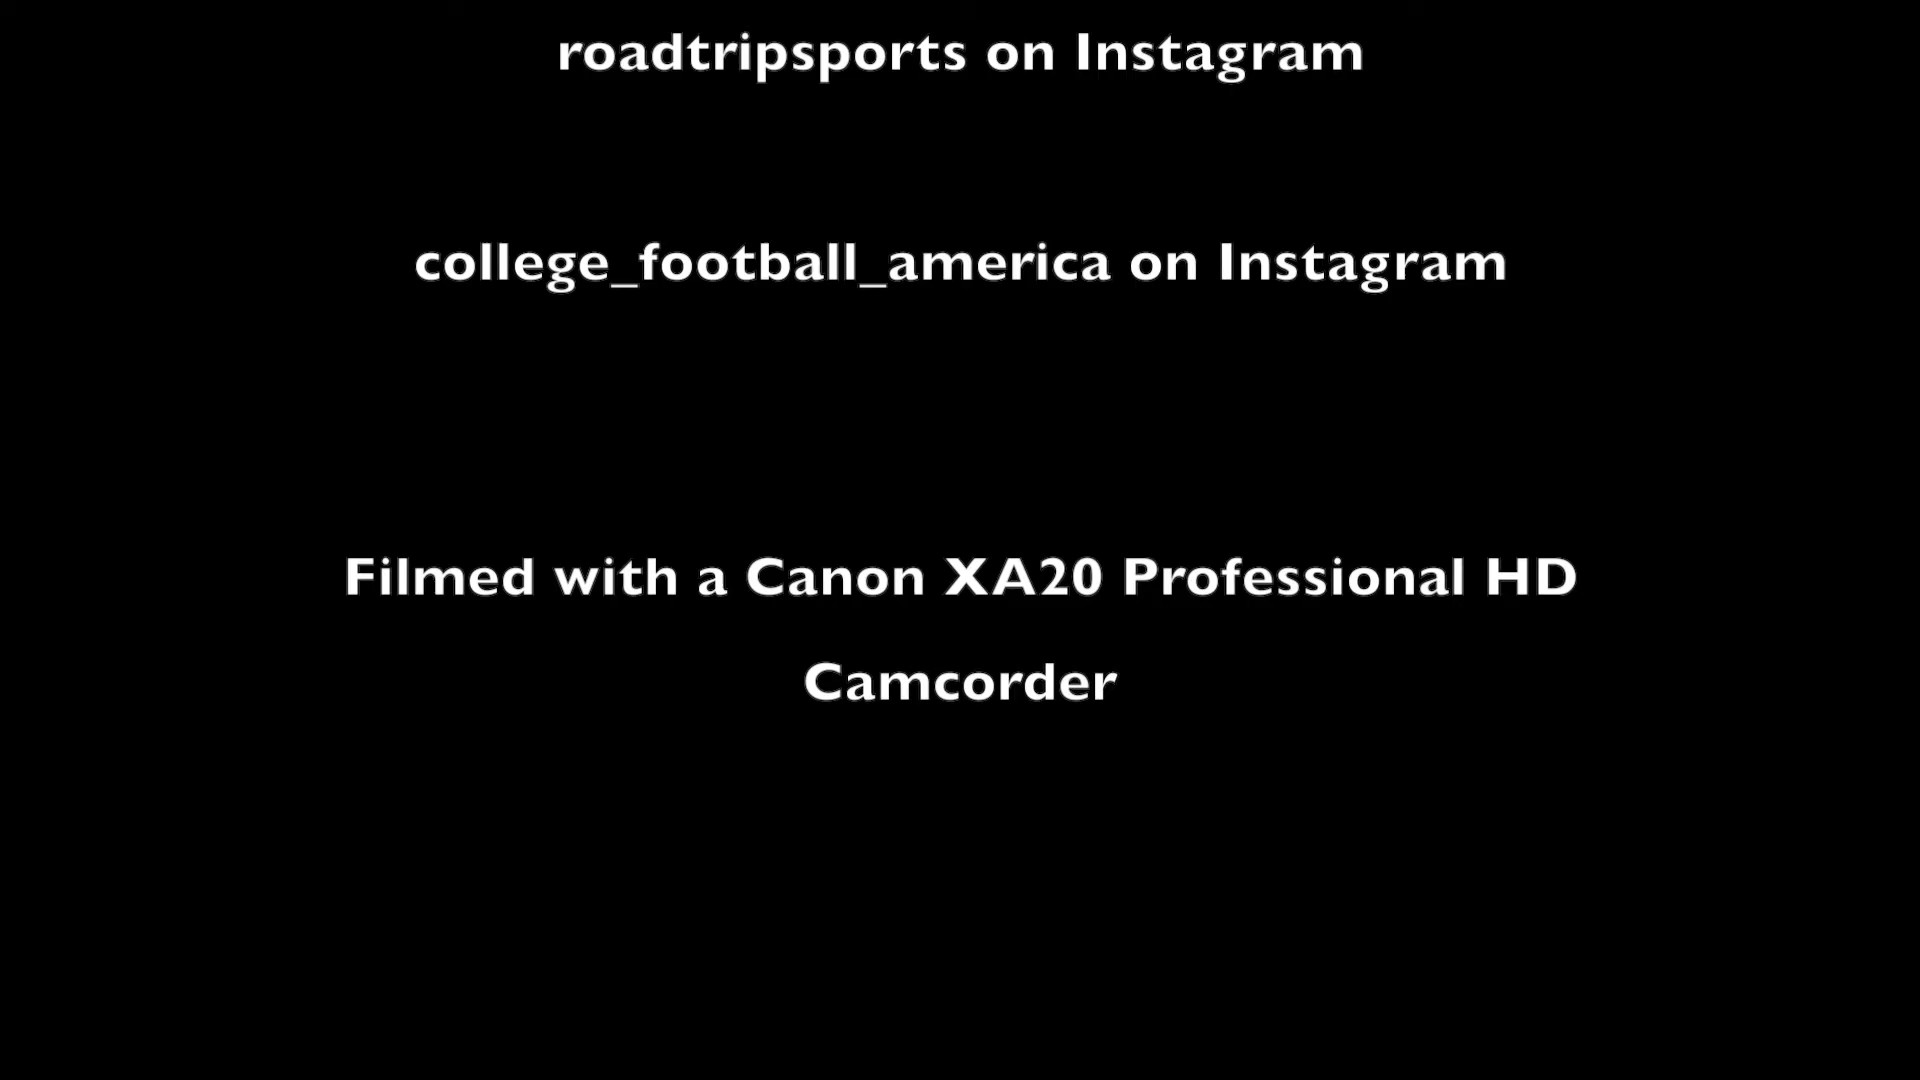 roadtripsports on Instagram
college_football_america on Instagram
Filmed with a Canon XA20 Professional HD
Camcorder